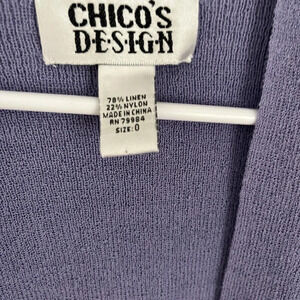 CHICO'S
DESIGN
78% LINEN
22% NYLON
MADE IN CHINA
RN 79984
SIZE: 0